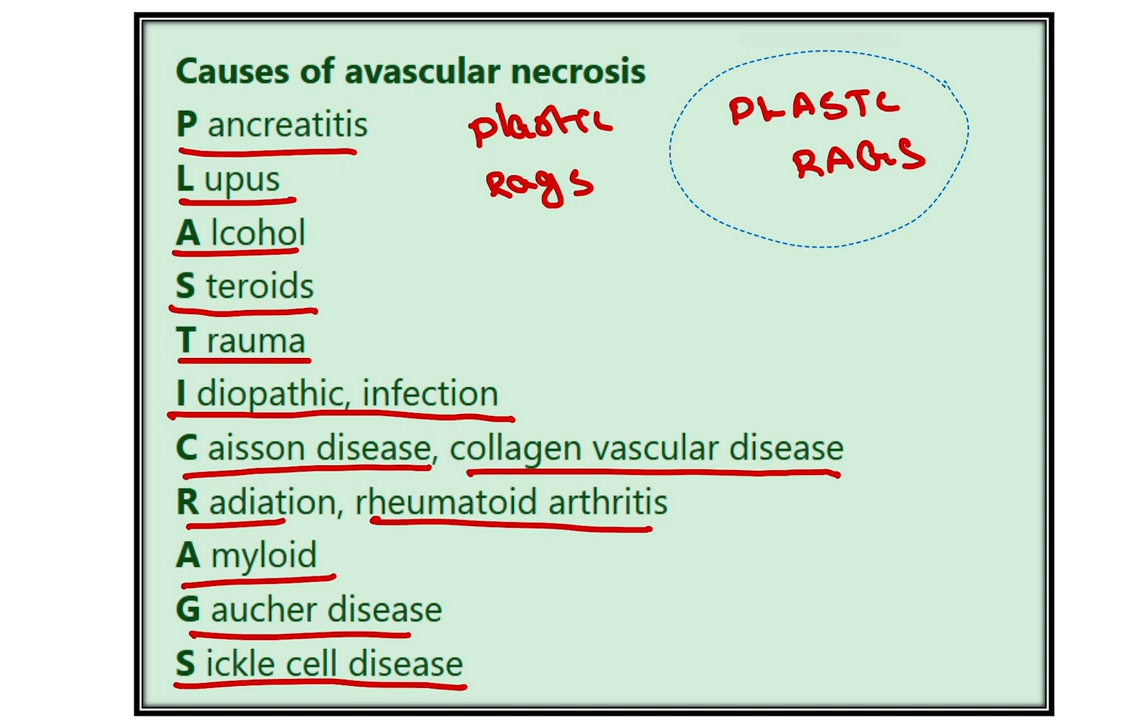 Causes of avascular necrosis
P ancreatitis
L upus
A lcohol
S teroids
T rauma
I diopathic, infection
C aisson disease, collagen vascular disease
R adiation, rheumatoid arthritis
A myloid
G aucher disease
S ickle cell disease
plastic
Rags
PLASTC
RAGS